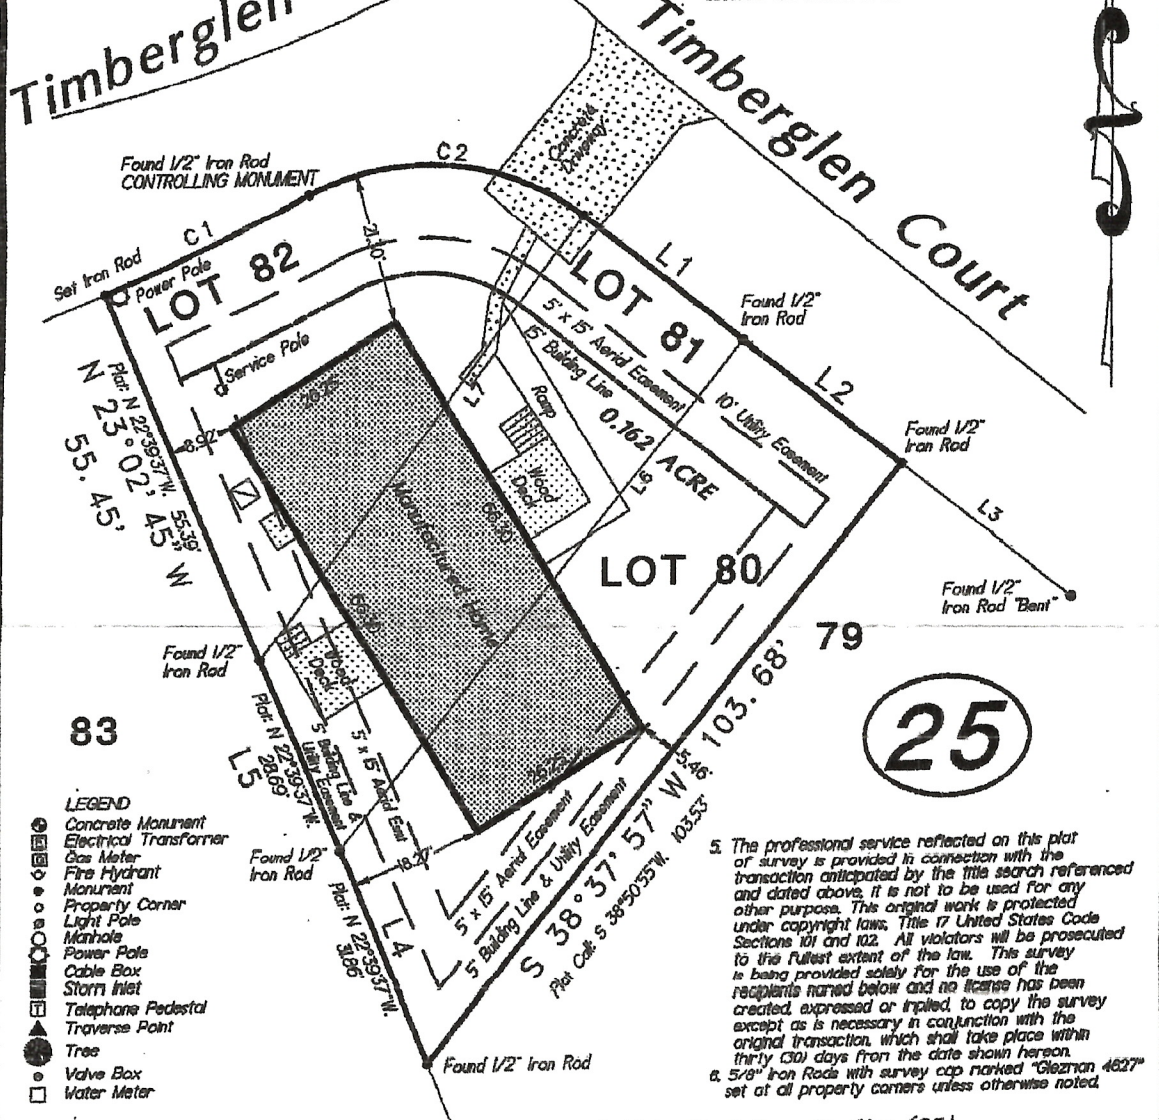 Timberglen
Timberglen Court
Concrete
Driveway
Found 1/2" Iron Rod
CONTROLLING MONUMENT
C2
C1
21.10'
Set Iron Rod
Power Pole
LOT 82
Service Pole
L1
LOT 81
Found 1/2"
Iron Rod
5' x 15' Aerial Easement
15' Building Line
L2
10' Utility Easement
Found 1/2"
Iron Rod
L3
Found 1/2"
Iron Rod "Bent"
0.162 ACRE
L7
Ramp
Wood
Deck
L6
LOT 80
79
25
8.92'
Plat: N 22°39'37"W. 55.39'
N 23°02' 45" W
55.45'
Manufactured Home
Found 1/2"
Iron Rod
Wood
Deck
Plat: N 22°39'37"W.
28.69'
L5
5' Building Line &
Utility Easement
5' x 15' Aerial Esmt
83
Found 1/2"
Iron Rod
18.27'
L4
Plat: N 22°39'37"W.
31.86'
5' x 15' Aerial Easement
5' Building Line & Utility Easement
5.46'
S 38°37' 57" W 103.68'
Plat Call: S 38°50'35"W. 103.53'
Found 1/2" Iron Rod
LEGEND
Concrete Monument
Electrical Transformer
Gas Meter
Fire Hydrant
Monument
Property Corner
Light Pole
Manhole
Power Pole
Cable Box
Storm Inlet
Telephone Pedestal
Traverse Point
Tree
Valve Box
Water Meter
5. The professional service reflected on this plat
of survey is provided in connection with the
transaction anticipated by the title search referenced
and dated above, it is not to be used for any
other purpose. This original work is protected
under copyright laws, Title 17 United States Code
Sections 101 and 102. All violators will be prosecuted
to the fullest extent of the law. This survey
is being provided solely for the use of the
recipients named below and no license has been
created, expressed or implied, to copy the survey
except as is necessary in conjunction with the
original transaction, which shall take place within
thirty (30) days from the date shown hereon.
6. 5/8" Iron Rods with survey cap marked "Glezman 4627"
set at all property corners unless otherwise noted.